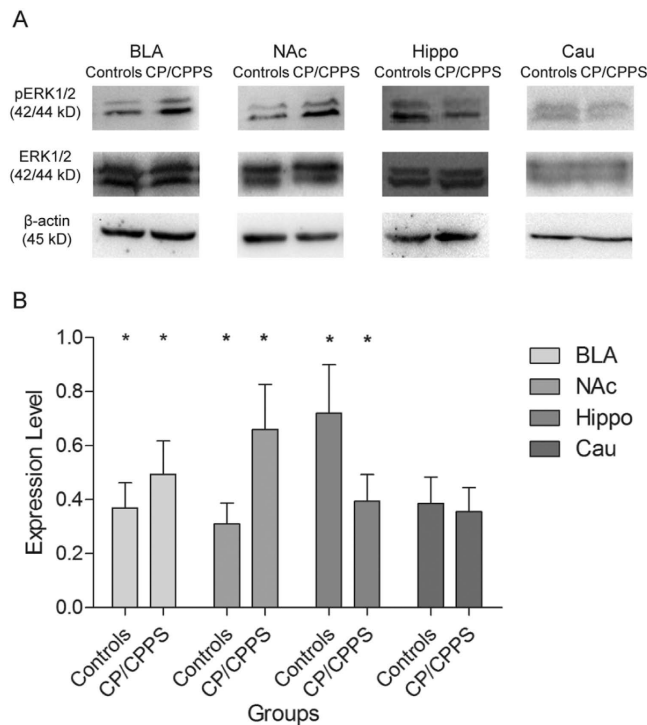 A
BLA NAc Hippo Cau
Controls CP/CPPS Controls CP/CPPS Controls CP/CPPS Controls CP/CPPS
pERK1/2
(42/44 kD)
ERK1/2
(42/44 kD)
β-actin
(45 kD)
B
1.0
0.8
0.6
0.4
0.2
0.0
Expression Level
* * * * * *
BLA
NAc
Hippo
Cau
Controls CP/CPPS Controls CP/CPPS Controls CP/CPPS Controls CP/CPPS
Groups